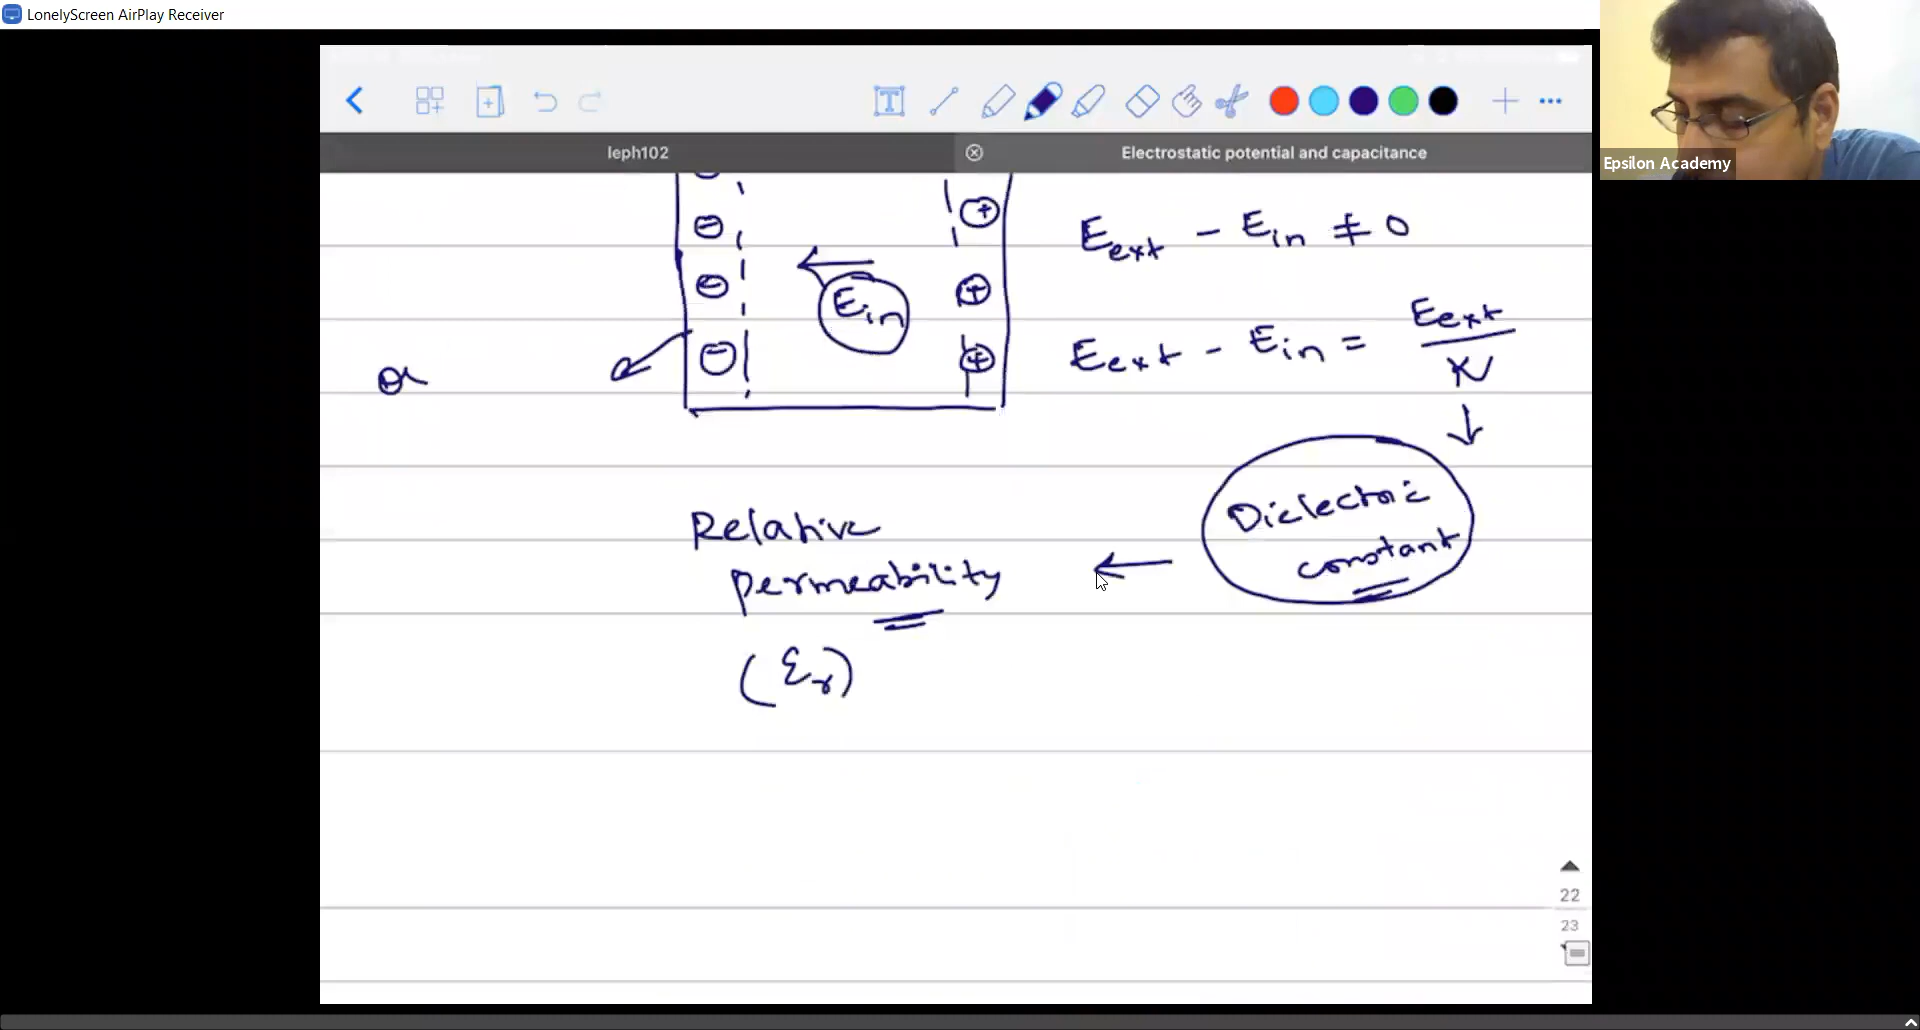 LonelyScreen AirPlay Receiver
Epsilon Academy
leph102
Electrostatic potential and capacitance
E_ext - E_in ≠ 0
E_in
E_ext - E_in = E_ext / K
Dielectric
constant
Relative
permeability
(ε_r)
22
23